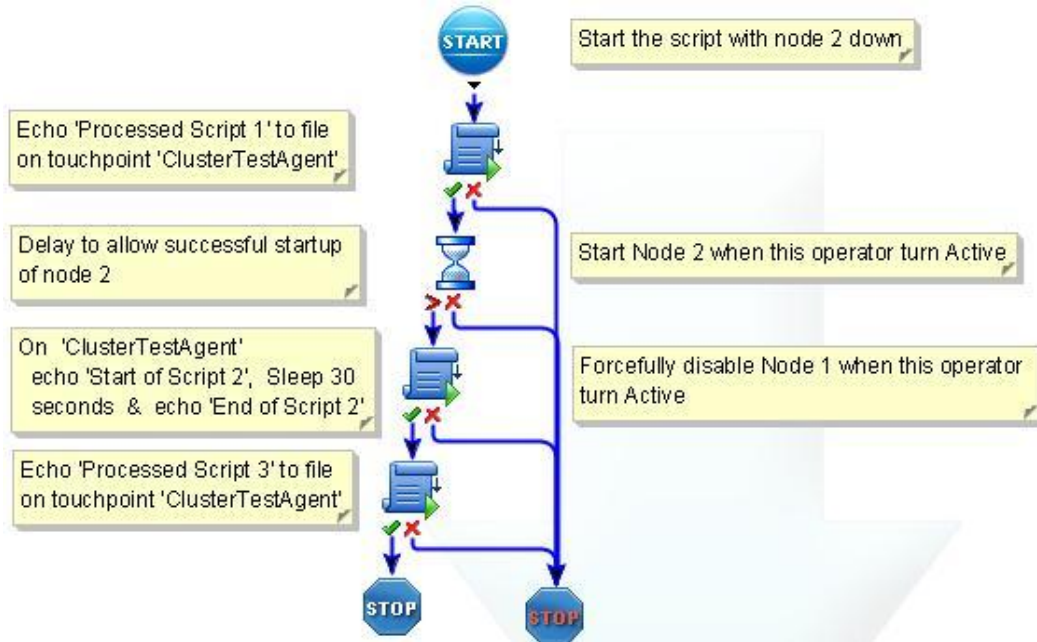 START
Start the script with node 2 down
Echo 'Processed Script 1' to file
on touchpoint 'ClusterTestAgent'
Delay to allow successful startup
of node 2
Start Node 2 when this operator turn Active
On 'ClusterTestAgent'
echo 'Start of Script 2', Sleep 30
seconds & echo 'End of Script 2'
Forcefully disable Node 1 when this operator
turn Active
Echo 'Processed Script 3' to file
on touchpoint 'ClusterTestAgent'
STOP
STOP